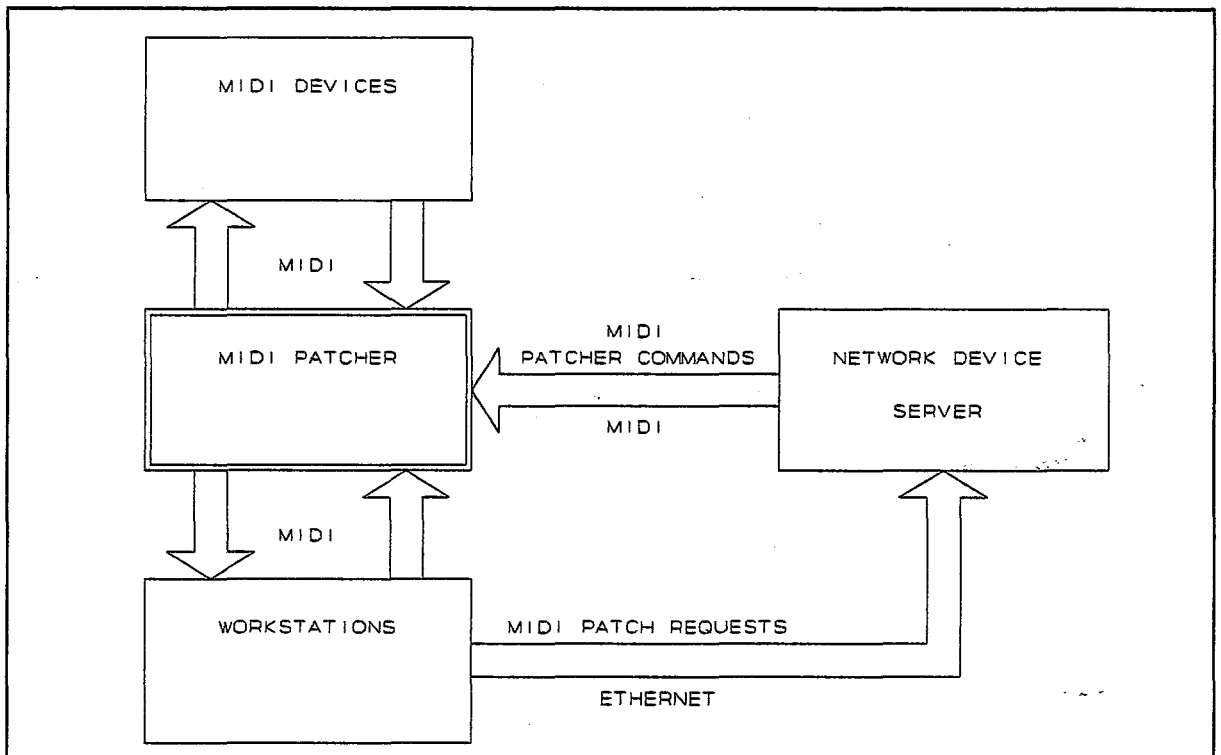 MIDI DEVICES
MIDI
MIDI PATCHER
MIDI
PATCHER COMMANDS
MIDI
NETWORK DEVICE
SERVER
MIDI
WORKSTATIONS
MIDI PATCH REQUESTS
ETHERNET